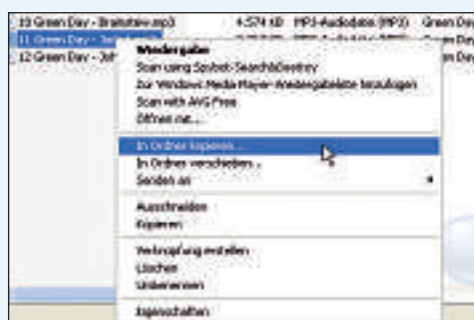 10 Green Day - Brainstew.mp3 4.574 KB MP3-Audiodatei (MP3) Green Day
11 Green Day -
12 Green Day - Green Day
Wiedergabe
Scan using Spybot-Search&Destroy
Zur Windows Media Player-Wiedergabeliste hinzufügen
Scan with AVG Free
Öffnen mit...
In Ordner kopieren...
In Ordner verschieben...
Senden an
Ausschneiden
Kopieren
Verknüpfung erstellen
Löschen
Umbenennen
Eigenschaften